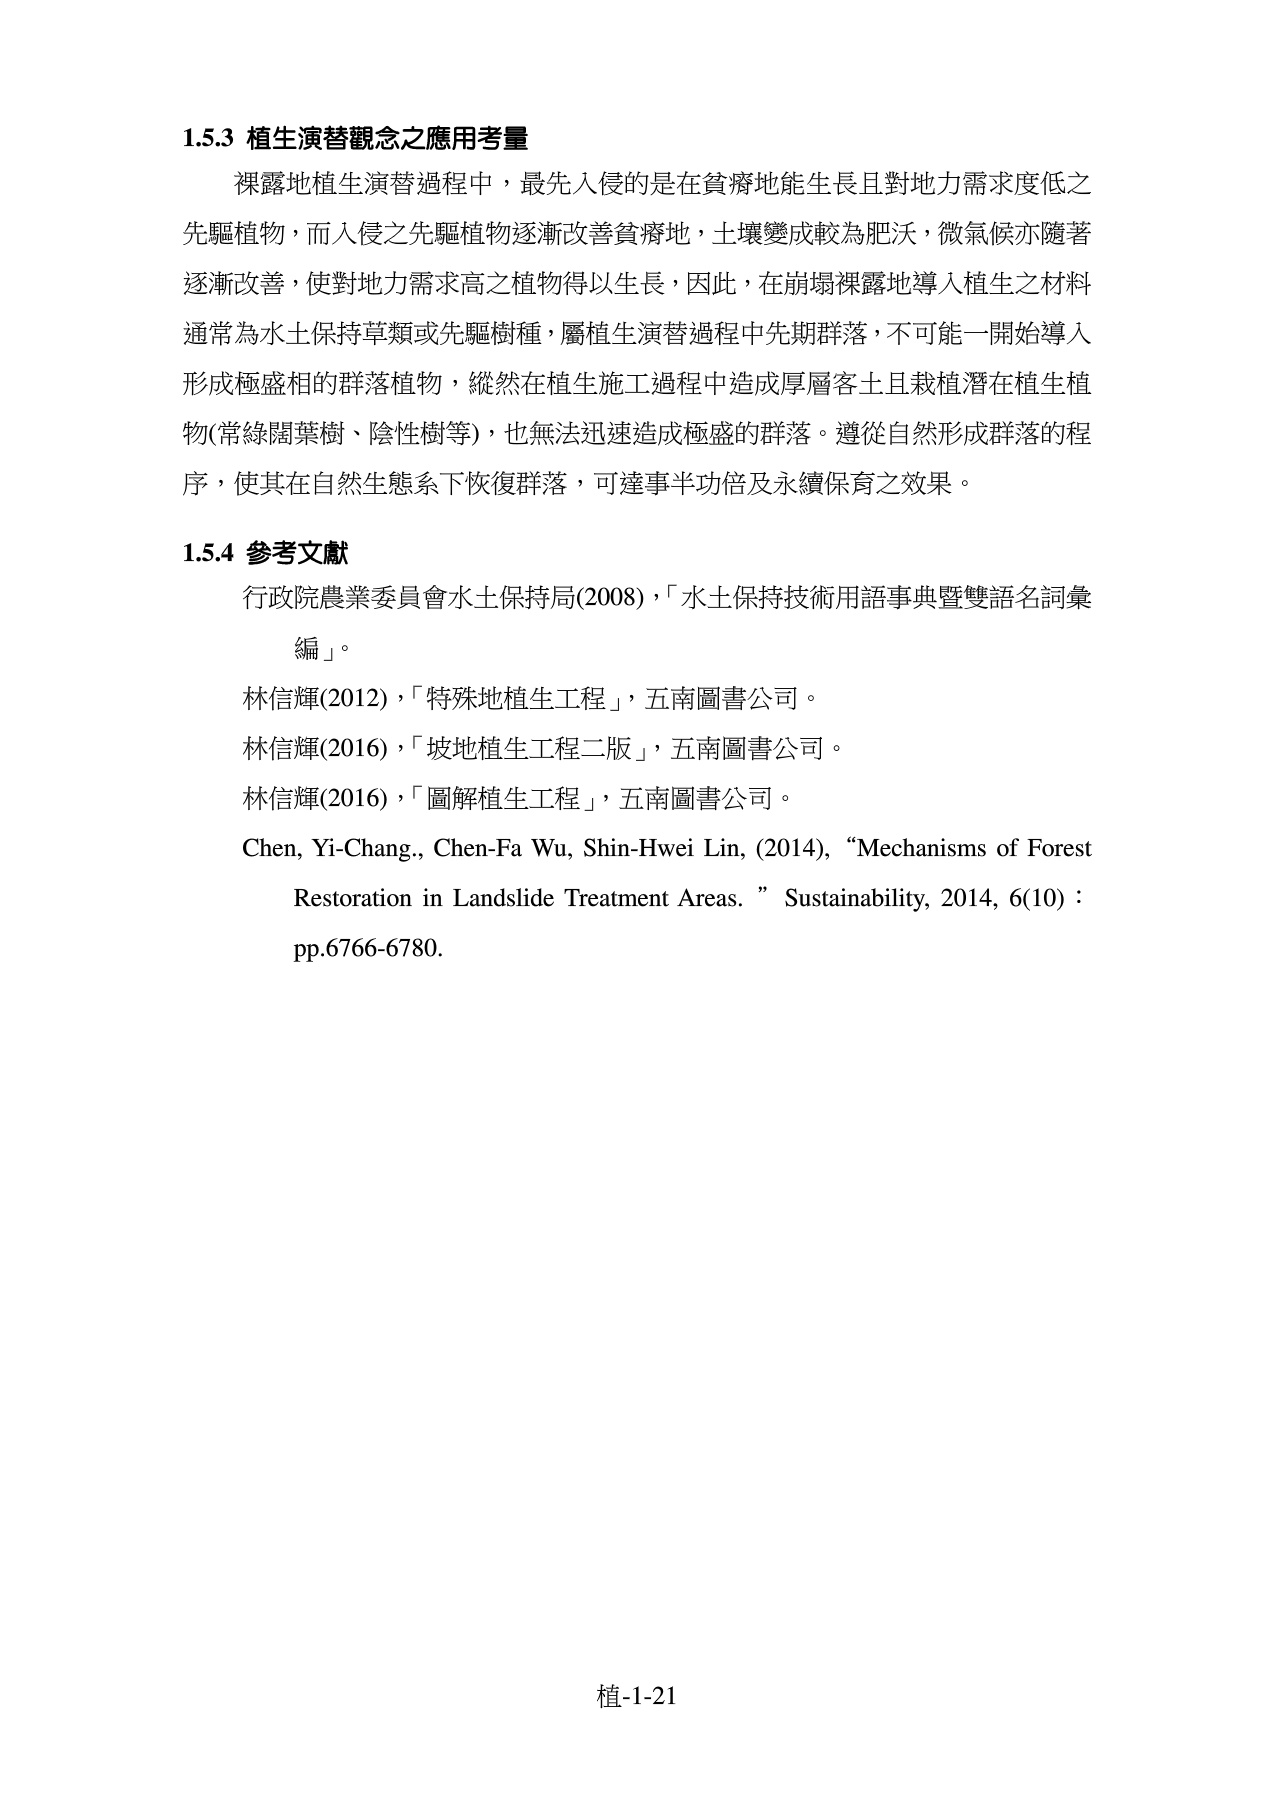 1.5.3 植生演替觀念之應用考量
裸露地植生演替過程中，最先入侵的是在貧瘠地能生長且對地力需求度低之
先驅植物，而入侵之先驅植物逐漸改善貧瘠地，土壤變成較為肥沃，微氣候亦隨著
逐漸改善，使對地力需求高之植物得以生長，因此，在崩塌裸露地導入植生之材料
通常為水土保持草類或先驅樹種，屬植生演替過程中先期群落，不可能一開始導入
形成極盛相的群落植物，縱然在植生施工過程中造成厚層客土且栽植潛在植生植
物(常綠闊葉樹、陰性樹等)，也無法迅速造成極盛的群落。遵從自然形成群落的程
序，使其在自然生態系下恢復群落，可達事半功倍及永續保育之效果。
1.5.4 參考文獻
行政院農業委員會水土保持局(2008)，「水土保持技術用語事典暨雙語名詞彙
編」。
林信輝(2012)，「特殊地植生工程」，五南圖書公司。
林信輝(2016)，「坡地植生工程二版」，五南圖書公司。
林信輝(2016)，「圖解植生工程」，五南圖書公司。
Chen, Yi-Chang., Chen-Fa Wu, Shin-Hwei Lin, (2014), “Mechanisms of Forest
Restoration in Landslide Treatment Areas. ” Sustainability, 2014, 6(10)：
pp.6766-6780.
植-1-21